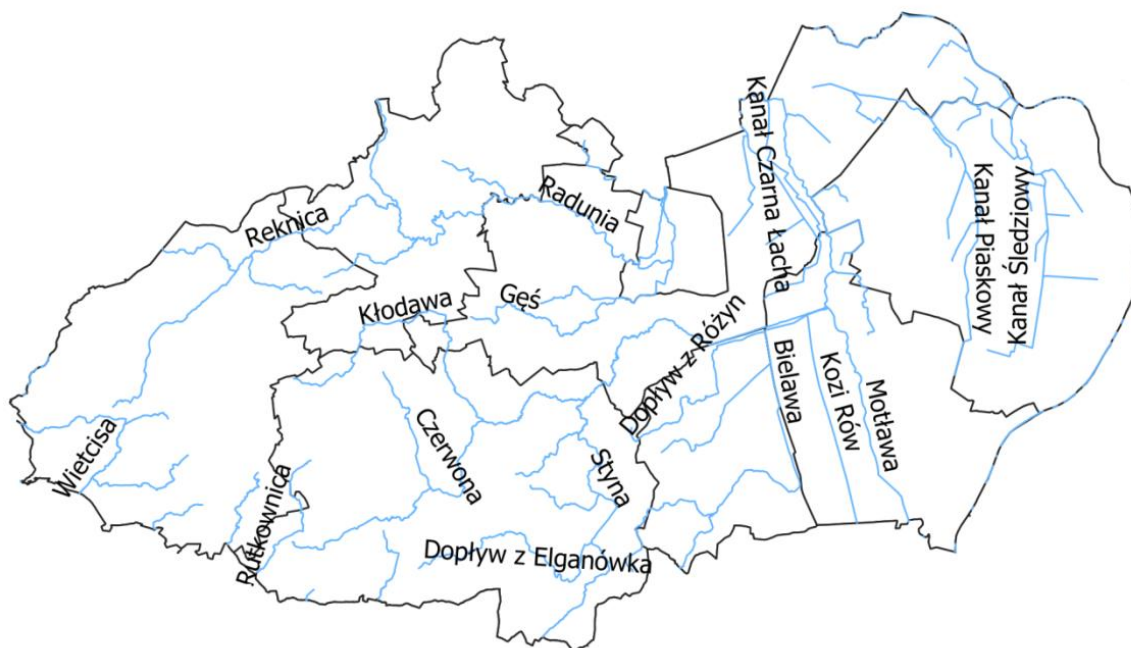 Kanał Czarna Łacha
Kanał Piaskowy
Kanał Śledziowy
Radunia
Reknica
Kłodawa
Gęś
Dopływ z Różyn
Bielawa
Kozi Rów
Motława
Wietcisa
Rutkownica
Czerwona
Styna
Dopływ z Elganówka